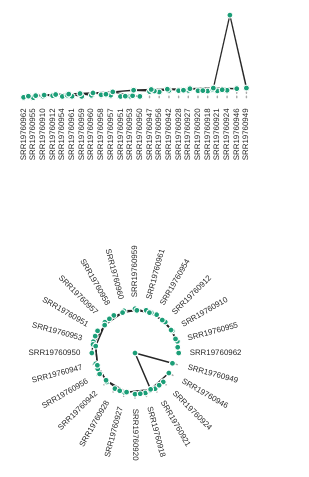 SRR19760962
SRR19760955
SRR19760910
SRR19760912
SRR19760954
SRR19760961
SRR19760959
SRR19760960
SRR19760958
SRR19760957
SRR19760951
SRR19760953
SRR19760950
SRR19760947
SRR19760956
SRR19760942
SRR19760928
SRR19760927
SRR19760920
SRR19760918
SRR19760921
SRR19760924
SRR19760946
SRR19760949
SRR19760959
SRR19760961
SRR19760954
SRR19760912
SRR19760910
SRR19760955
SRR19760962
SRR19760949
SRR19760946
SRR19760924
SRR19760921
SRR19760918
SRR19760920
SRR19760927
SRR19760928
SRR19760942
SRR19760956
SRR19760947
SRR19760950
SRR19760953
SRR19760951
SRR19760957
SRR19760958
SRR19760960